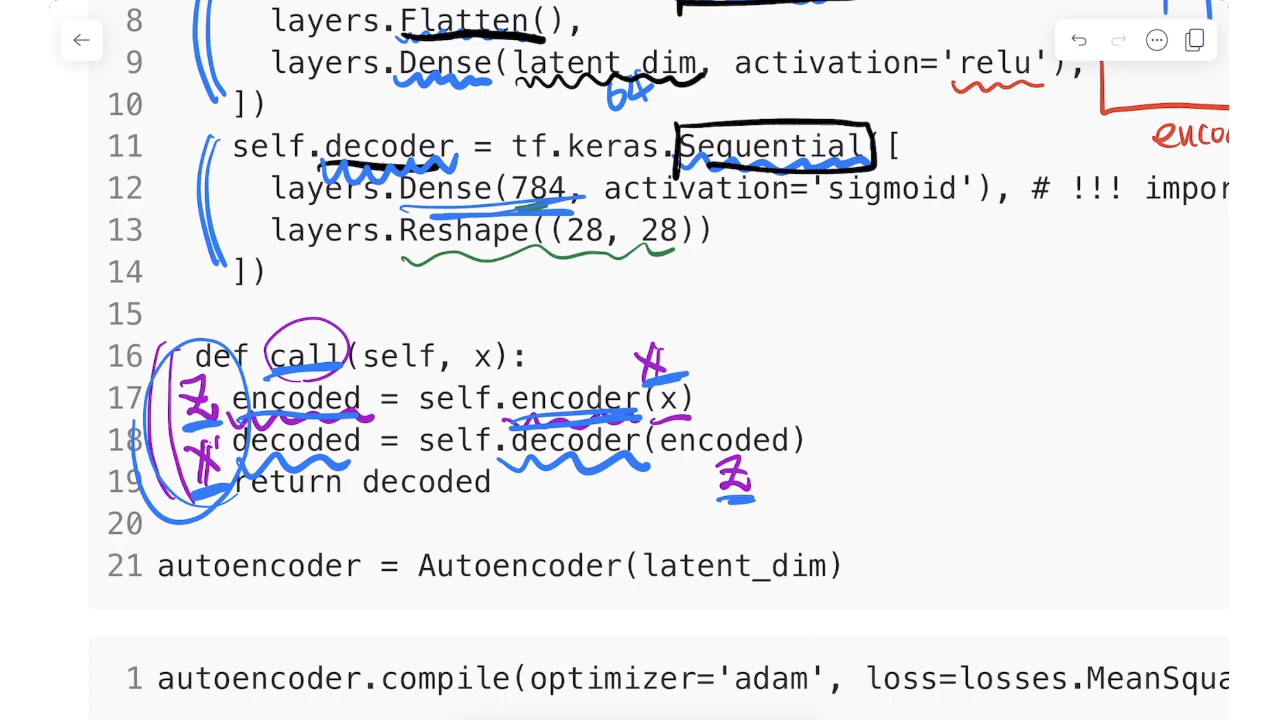 8 layers.Flatten(),
9 layers.Dense(latent_dim, activation='relu'),
64
10 ])
encod
11 self.decoder = tf.keras.Sequential([
12 layers.Dense(784, activation='sigmoid'), # !!! impor
13 layers.Reshape((28, 28))
14 ])
15
16 def call(self, x):
x
17 z encoded = self.encoder(x)
18 x decoded = self.decoder(encoded)
19 return decoded
z
20
21 autoencoder = Autoencoder(latent_dim)
1 autoencoder.compile(optimizer='adam', loss=losses.MeanSqua